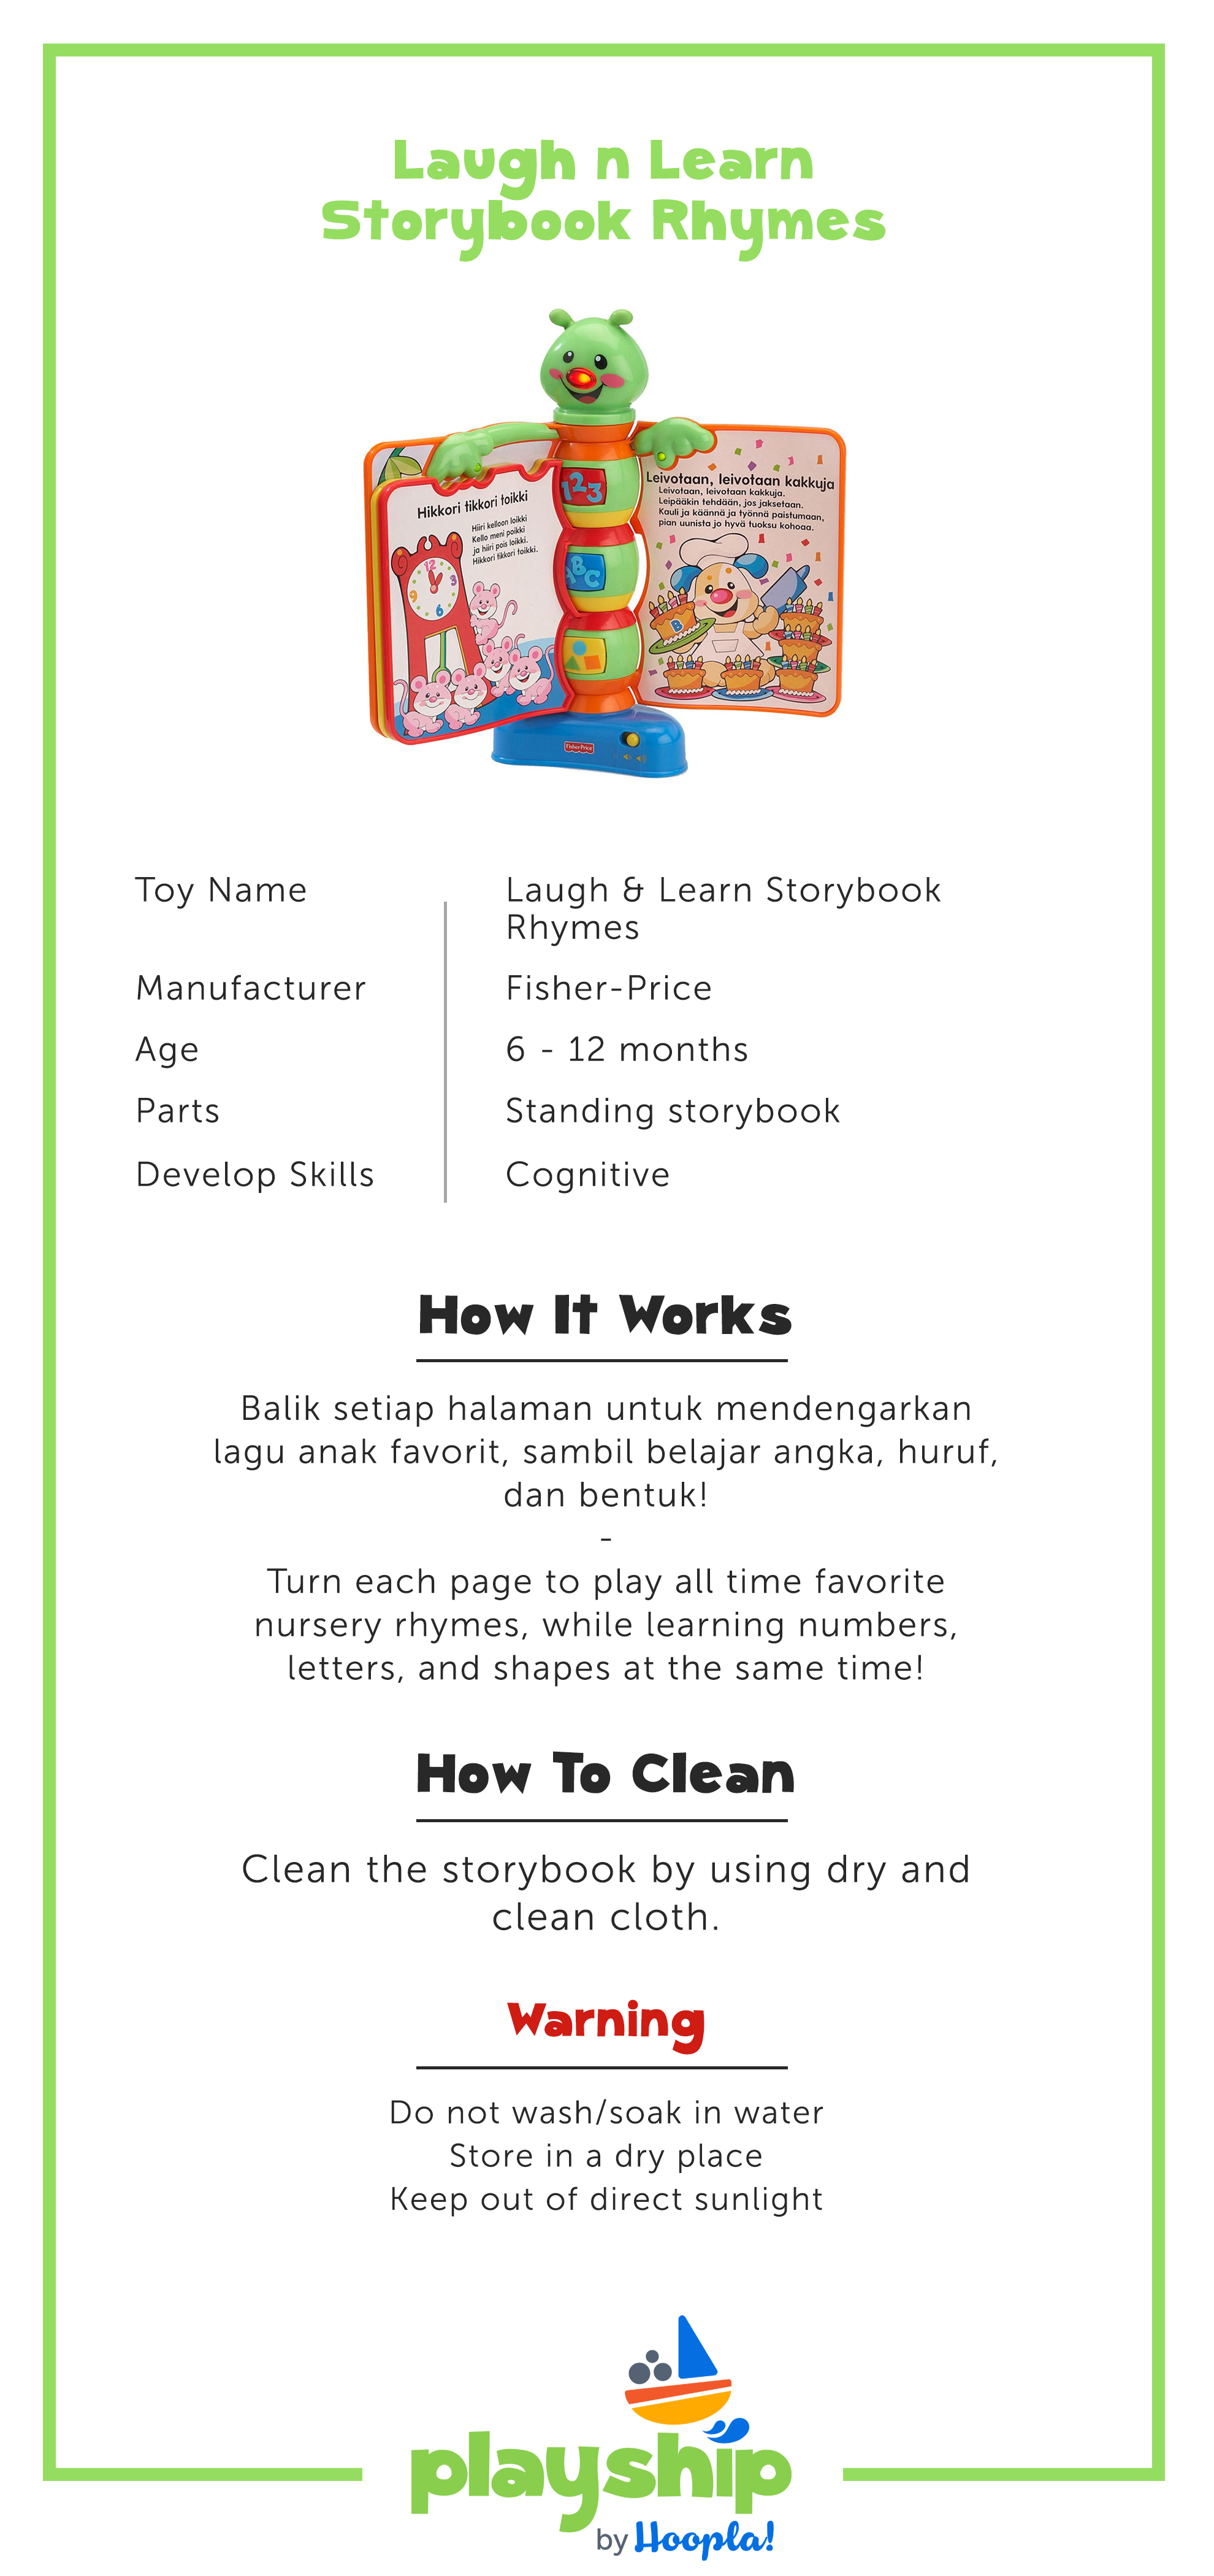 Laugh n Learn
Storybook Rhymes
Hikkori tikkori toikki
Hiiri kelloon loikki
Kello meni poikki
ja hiiri pois loikki.
Hikkori tikkori toikki.
12
3
6
9
123
ABC
Leivotaan, leivotaan kakkuja
Leivotaan, leivotaan kakkuja.
Leipääkin tehdään, jos jaksetaan.
Kauli ja käännä ja työnnä paistumaan,
pian uunista jo hyvä tuoksu kohoaa.
B
Fisher-Price
Toy Name
Laugh & Learn Storybook
Rhymes
Manufacturer
Fisher-Price
Age
6 - 12 months
Parts
Standing storybook
Develop Skills
Cognitive
How It Works
Balik setiap halaman untuk mendengarkan
lagu anak favorit, sambil belajar angka, huruf,
dan bentuk!
-
Turn each page to play all time favorite
nursery rhymes, while learning numbers,
letters, and shapes at the same time!
How To Clean
Clean the storybook by using dry and
clean cloth.
Warning
Do not wash/soak in water
Store in a dry place
Keep out of direct sunlight
playship
by Hoopla!